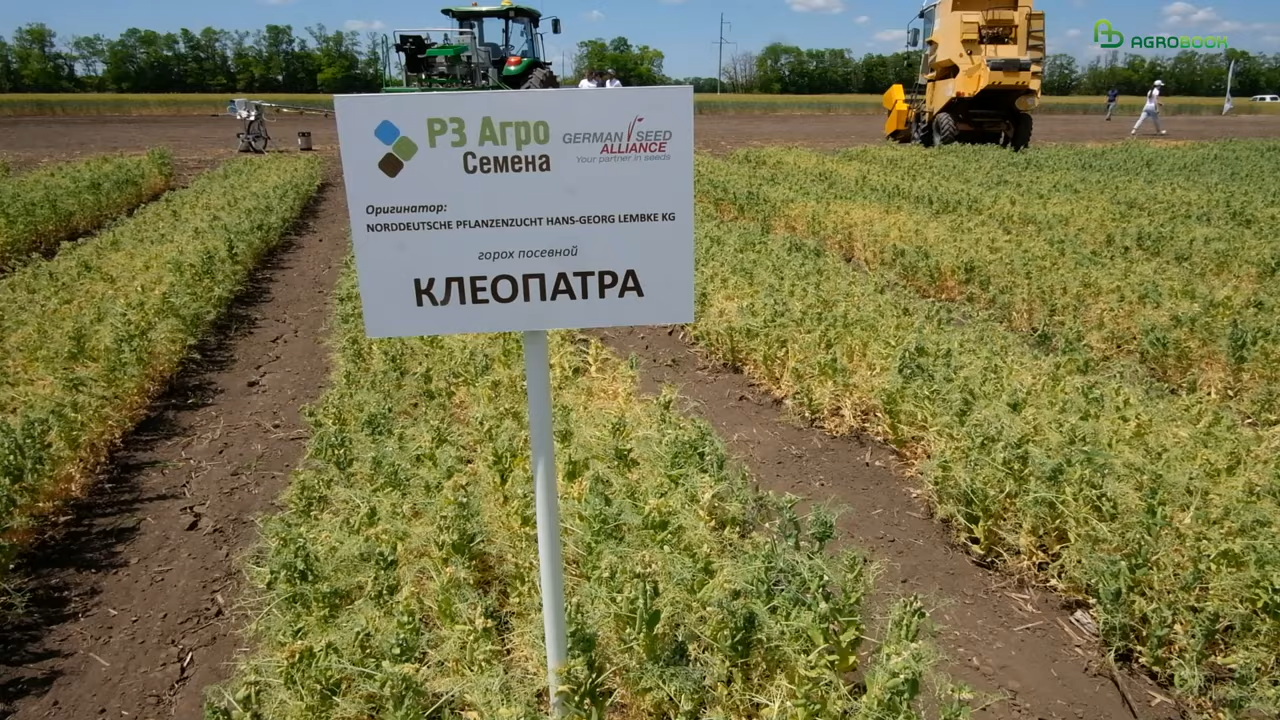 AGROBOOK
РЗ Агро
Семена
GERMAN SEED
ALLIANCE
Your partner in seeds
Оригинатор:
NORDDEUTSCHE PFLANZENZUCHT HANS-GEORG LEMBKE KG
горох посевной
КЛЕОПАТРА